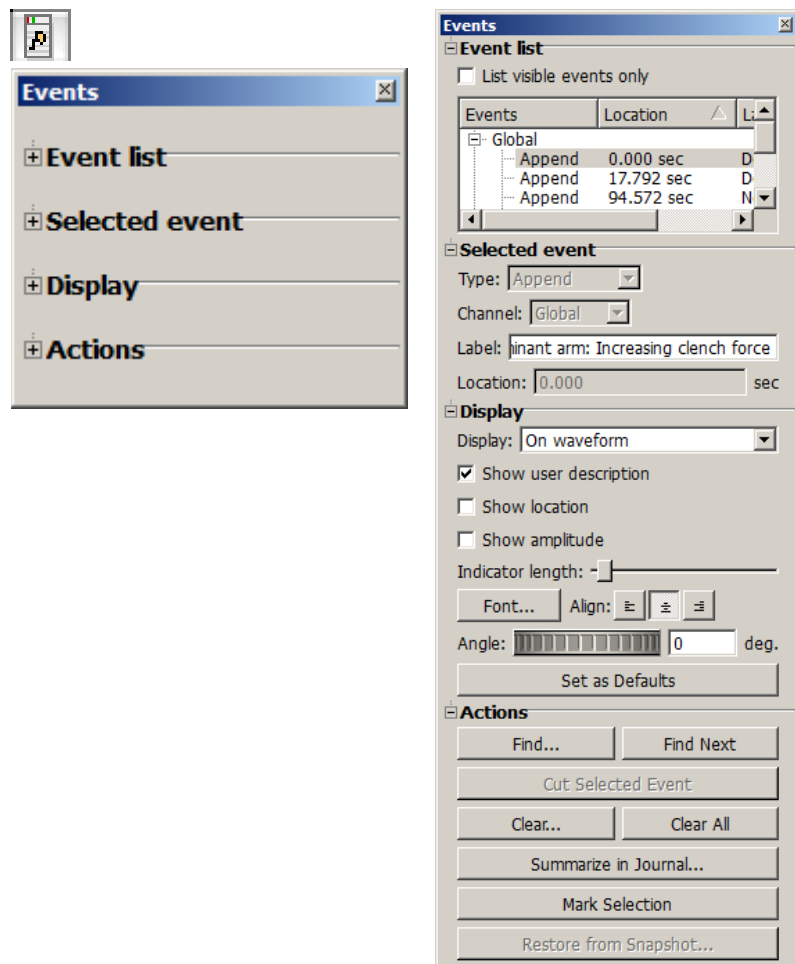 Events
Event list
Selected event
Display
Actions
Events
Event list
List visible events only
Events Location
Global
Append 0.000 sec D
Append 17.792 sec D
Append 94.572 sec N
Selected event
Type: Append
Channel: Global
Label: inant arm: Increasing clench force
Location: 0.000 sec
Display
Display: On waveform
Show user description
Show location
Show amplitude
Indicator length:
Font... Align:
Angle: 0 deg.
Set as Defaults
Actions
Find... Find Next
Cut Selected Event
Clear... Clear All
Summarize in Journal...
Mark Selection
Restore from Snapshot...